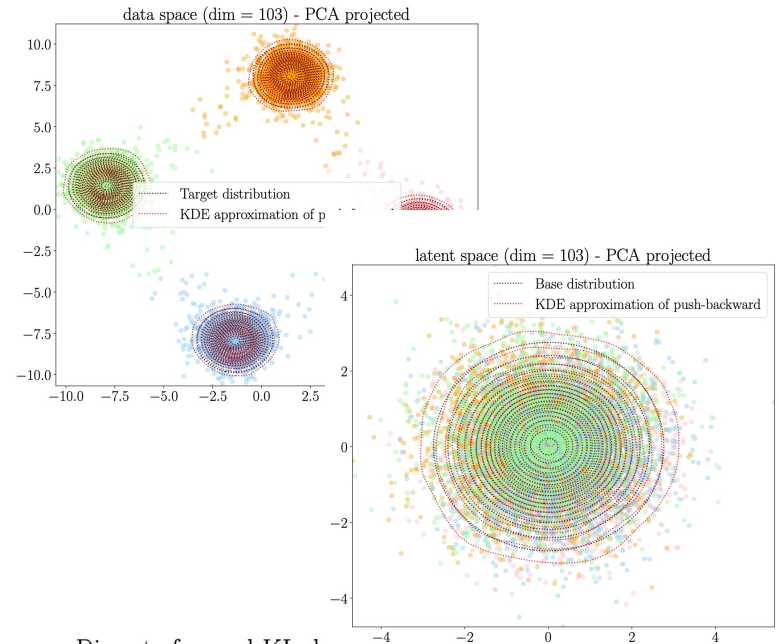 data space (dim = 103) - PCA projected
10.0
7.5
5.0
2.5
0.0
−2.5
−5.0
−7.5
−10.0
Target distribution
KDE approximation of
−10.0 −7.5 −5.0 −2.5 0.0 2.5
latent space (dim = 103) - PCA projected
Base distribution
KDE approximation of push-backward
4
2
0
−2
−4
−4 −2 0 2 4